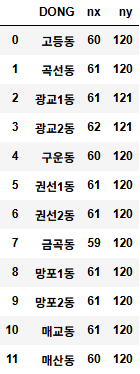 DONG nx ny
0 고등동 60 120
1 곡선동 61 120
2 광교1동 61 121
3 광교2동 62 121
4 구운동 60 120
5 권선1동 61 120
6 권선2동 61 120
7 금곡동 59 120
8 망포1동 61 120
9 망포2동 61 120
10 매교동 61 120
11 매산동 60 120